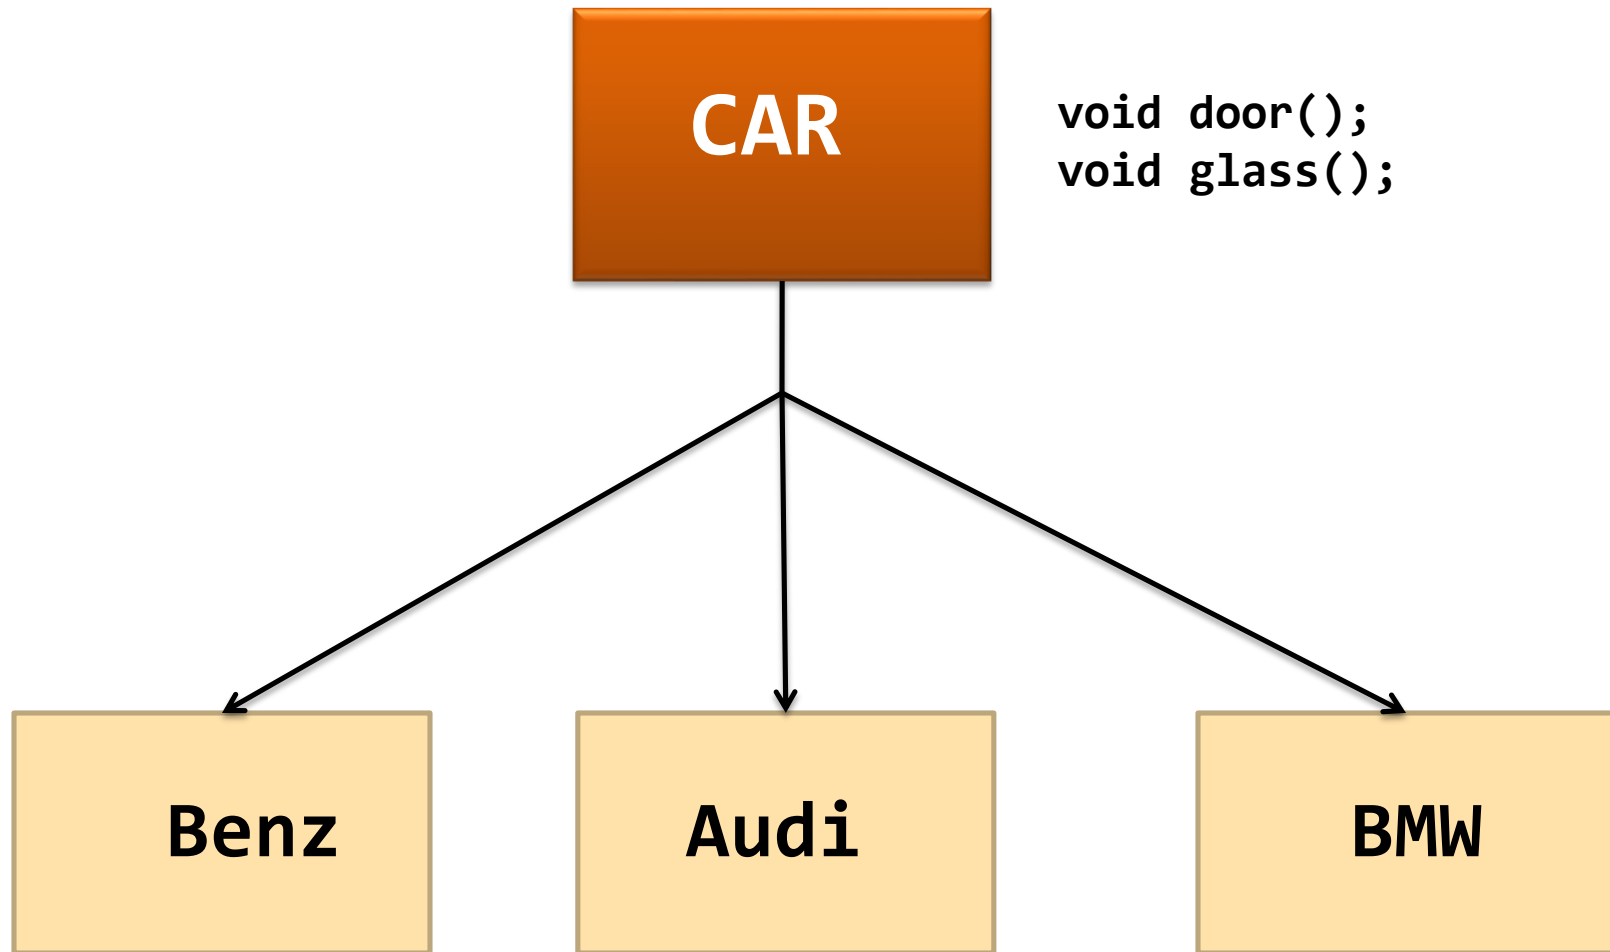 CAR
void door();
void glass();
Benz
Audi
BMW